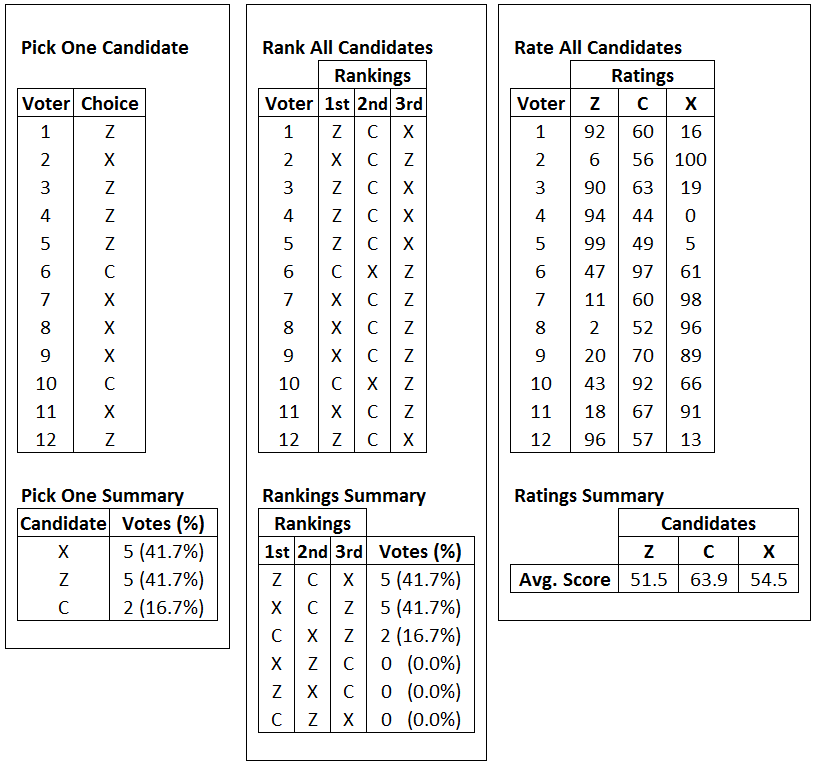 Pick One Candidate
Voter Choice
1 Z
2 X
3 Z
4 Z
5 Z
6 C
7 X
8 X
9 X
10 C
11 X
12 Z
Pick One Summary
Candidate Votes (%)
X 5 (41.7%)
Z 5 (41.7%)
C 2 (16.7%)
Rank All Candidates
Rankings
Voter 1st 2nd 3rd
1 Z C X
2 X C Z
3 Z C X
4 Z C X
5 Z C X
6 C X Z
7 X C Z
8 X C Z
9 X C Z
10 C X Z
11 X C Z
12 Z C X
Rankings Summary
Rankings
1st 2nd 3rd Votes (%)
Z C X 5 (41.7%)
X C Z 5 (41.7%)
C X Z 2 (16.7%)
X Z C 0 (0.0%)
Z X C 0 (0.0%)
C Z X 0 (0.0%)
Rate All Candidates
Ratings
Voter Z C X
1 92 60 16
2 6 56 100
3 90 63 19
4 94 44 0
5 99 49 5
6 47 97 61
7 11 60 98
8 2 52 96
9 20 70 89
10 43 92 66
11 18 67 91
12 96 57 13
Ratings Summary
Candidates
Z C X
Avg. Score 51.5 63.9 54.5